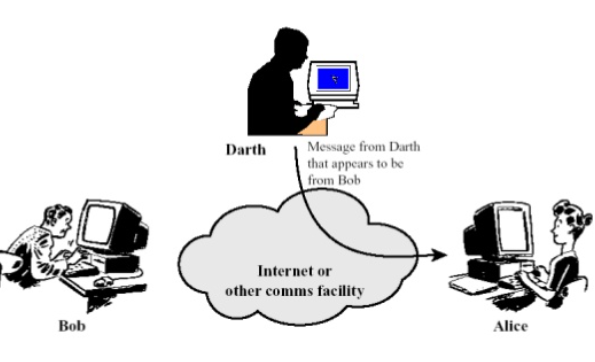 Darth
Message from Darth
that appears to be
from Bob
Internet or
other comms facility
Bob
Alice